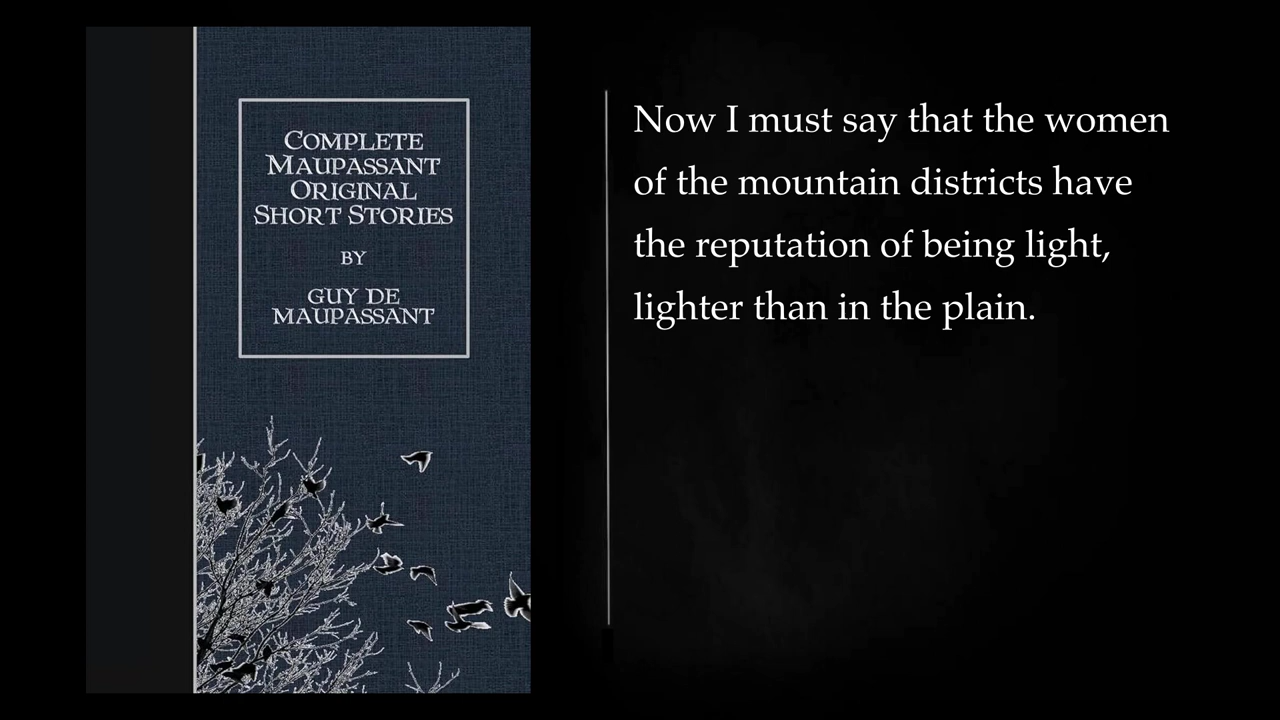 COMPLETE
MAUPASSANT
ORIGINAL
SHORT STORIES
BY
GUY DE
MAUPASSANT
Now I must say that the women
of the mountain districts have
the reputation of being light,
lighter than in the plain.